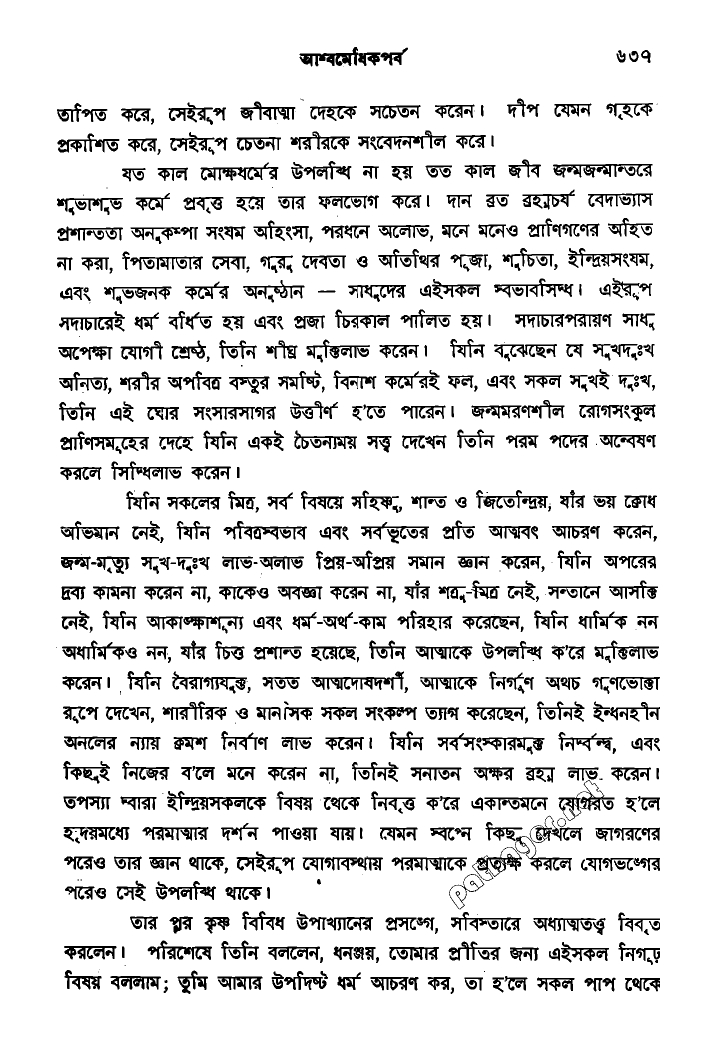 আশ্বমেধিকপর্ব ৬৩৭
তাপিত করে, সেইরূপ জীবাত্মা দেহকে সচেতন করেন। দীপ যেমন গৃহকে
প্রকাশিত করে, সেইরূপ চেতনা শরীরকে সংবেদনশীল করে।
যত কাল মোক্ষধর্মের উপলব্ধি না হয় তত কাল জীব জন্মজন্মান্তরে
শুভাশুভ কর্মে প্রবৃত্ত হয়ে তার ফলভোগ করে। দান ব্রত ব্রহ্মচর্য বেদাভ্যাস
প্রশান্ততা অনুকম্পা সংযম অহিংসা, পরধনে অলোভ, মনে মনেও প্রাণিগণের অহিত
না করা, পিতামাতার সেবা, গুরু দেবতা ও অতিথির পূজা, শুচিতা, ইন্দ্রিয়সংযম,
এবং শুভজনক কর্মের অনুষ্ঠান — সাধুদের এইসকল স্বভাবসিদ্ধ। এইরূপ
সদাচারেই ধর্ম বর্ধিত হয় এবং প্রজা চিরকাল পালিত হয়। সদাচারপরায়ণ সাধু
অপেক্ষা যোগী শ্রেষ্ঠ, তিনি শীঘ্র মুক্তিলাভ করেন। যিনি বুঝেছেন যে সুখদুঃখ
অনিত্য, শরীর অপবিত্র বস্তুর সমষ্টি, বিনাশ কর্মেরই ফল, এবং সকল সুখই দুঃখ,
তিনি এই ঘোর সংসারসাগর উত্তীর্ণ হ'তে পারেন। জন্মমরণশীল রোগসংকুল
প্রাণিসমূহের দেহে যিনি একই চৈতন্যময় সত্ত্ব দেখেন তিনি পরম পদের অন্বেষণ
করলে সিদ্ধিলাভ করেন।
যিনি সকলের মিত্র, সর্ব বিষয়ে সহিষ্ণু, শান্ত ও জিতেন্দ্রিয়, যাঁর ভয় ক্রোধ
অভিমান নেই, যিনি পবিত্রস্বভাব এবং সর্বভূতের প্রতি আত্মবৎ আচরণ করেন,
জন্ম-মৃত্যু সুখ-দুঃখ লাভ-অলাভ প্রিয়-অপ্রিয় সমান জ্ঞান করেন, যিনি অপরের
দ্রব্য কামনা করেন না, কাকেও অবজ্ঞা করেন না, যাঁর শত্রু-মিত্র নেই, সন্তানে আসক্তি
নেই, যিনি আকাঙ্ক্ষাশূন্য এবং ধর্ম-অর্থ-কাম পরিহার করেছেন, যিনি ধার্মিক নন
অধার্মিকও নন, যাঁর চিত্ত প্রশান্ত হয়েছে, তিনি আত্মাকে উপলব্ধি ক'রে মুক্তিলাভ
করেন। যিনি বৈরাগ্যযুক্ত, সতত আত্মদোষদর্শী, আত্মাকে নির্গুণ অথচ গুণভোক্তা
রূপে দেখেন, শারীরিক ও মানসিক সকল সংকল্প ত্যাগ করেছেন, তিনিই ইন্ধনহীন
অনলের ন্যায় ক্রমশ নির্বাণ লাভ করেন। যিনি সর্বসংস্কারমুক্ত নির্দ্বন্দ্ব, এবং
কিছুই নিজের ব'লে মনে করেন না, তিনিই সনাতন অক্ষর ব্রহ্ম লাভ করেন।
তপস্যা দ্বারা ইন্দ্রিয়সকলকে বিষয় থেকে নিবৃত্ত ক'রে একান্তমনে যোগরত হ'লে
হৃদয়মধ্যে পরমাত্মার দর্শন পাওয়া যায়। যেমন স্বপ্নে কিছু দেখলে জাগরণের
পরেও তার জ্ঞান থাকে, সেইরূপ যোগাবস্থায় পরমাত্মাকে প্রত্যক্ষ করলে যোগভঙ্গের
পরেও সেই উপলব্ধি থাকে।
তার পর কৃষ্ণ বিবিধ উপাখ্যানের প্রসঙ্গে, সবিস্তারে অধ্যাত্মতত্ত্ব বিবৃত
করলেন। পরিশেষে তিনি বললেন, ধনঞ্জয়, তোমার প্রীতির জন্য এইসকল নিগূঢ়
বিষয় বললাম; তুমি আমার উপদিষ্ট ধর্ম আচরণ কর, তা হ'লে সকল পাপ থেকে
pathagar.net